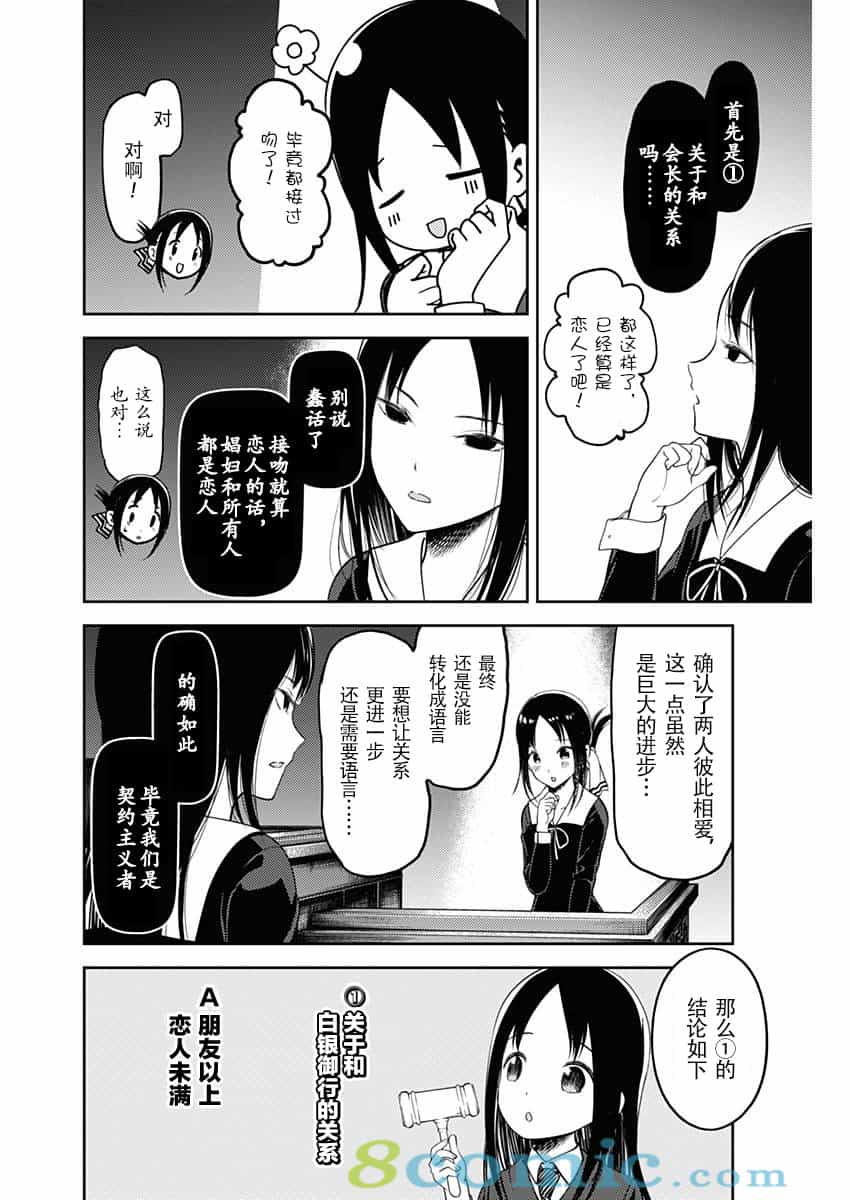 首先是①
关于和
会长的关系
吗……
都这样了，
已经算是
恋人了吧！
毕竟都接过
吻了！
对
对啊！
别说
蠢话了
接吻就算
恋人的话，
娼妇和所有人
都是恋人
这么说
也对…
确认了两人彼此相爱，
这一点虽然
是巨大的进步…
最终
还是没能
转化成语言
要想让关系
更进一步
还是需要语言……
的确如此
毕竟我们是
契约主义者
那么①的
结论如下
❶关于和
白银御行的关系
A 朋友以上
恋人未满
8comic.com